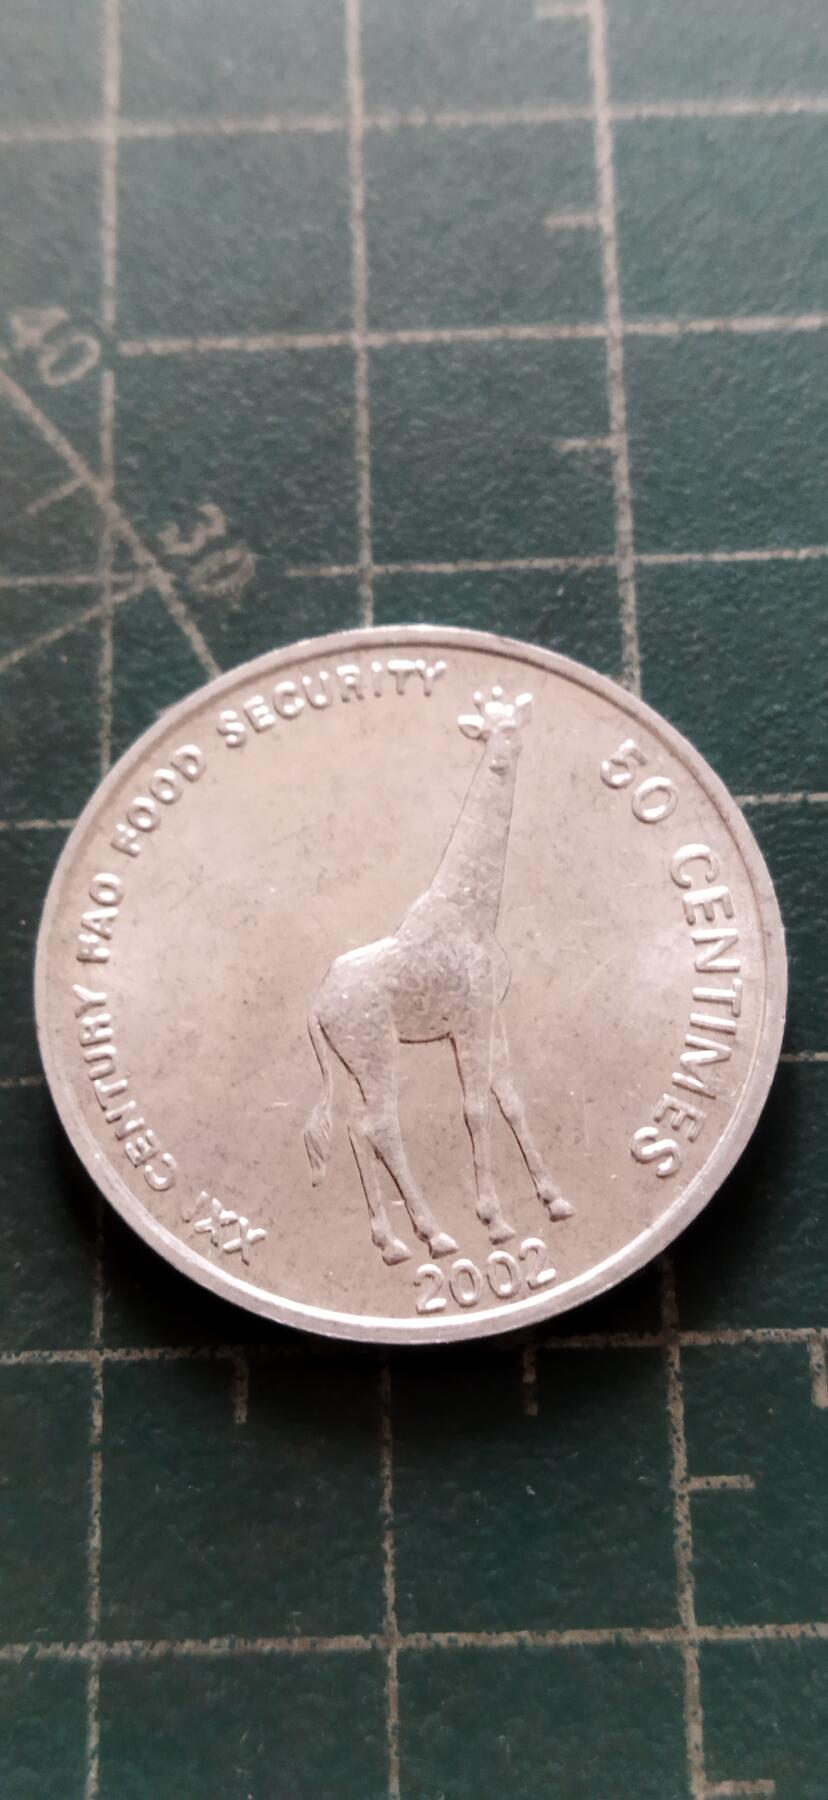 40
30
XXI CENTURY FAO FOOD SECURITY
50 CENTIMES
2002